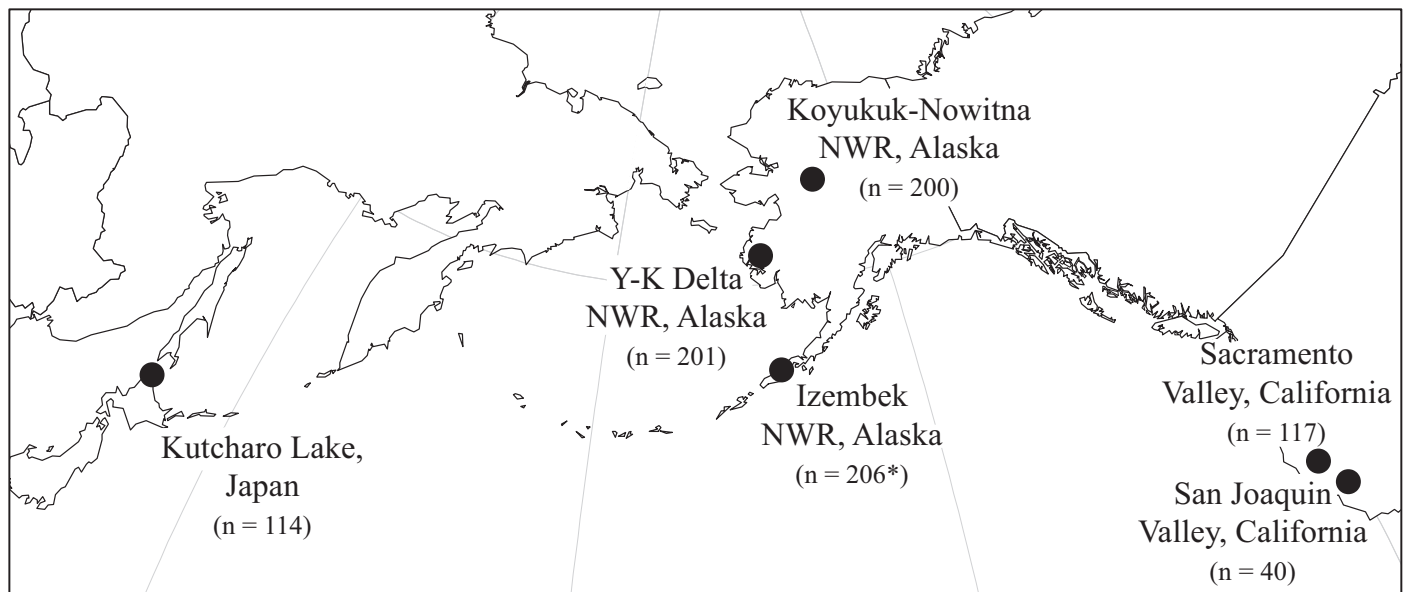 Koyukuk-Nowitna
NWR, Alaska
(n = 200)
Y-K Delta
NWR, Alaska
(n = 201)
Izembek
NWR, Alaska
(n = 206*)
Sacramento
Valley, California
(n = 117)
San Joaquin
Valley, California
(n = 40)
Kutcharo Lake,
Japan
(n = 114)